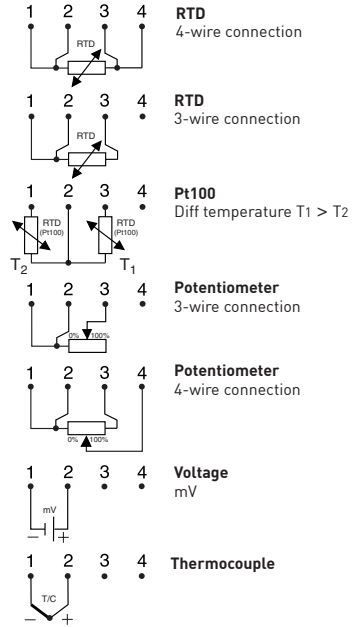 1 2 3 4
RTD
RTD
4-wire connection
1 2 3 4
RTD
RTD
3-wire connection
1 2 3 4
RTD
(Pt100)
RTD
(Pt100)
T2
T1
Pt100
Diff temperature T1 > T2
1 2 3 4
0% 100%
Potentiometer
3-wire connection
1 2 3 4
0% 100%
Potentiometer
4-wire connection
1 2 3 4
mV
− +
Voltage
mV
1 2 3 4
T/C
− +
Thermocouple